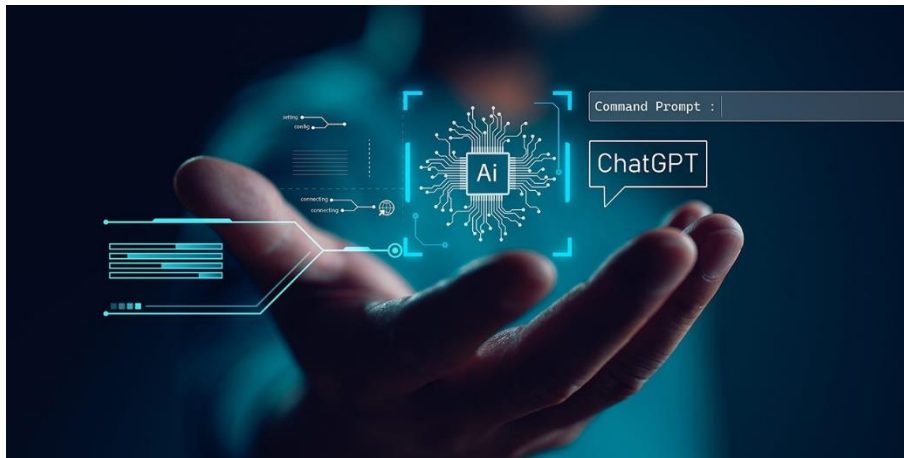 setting
config
connecting
connecting
Ai
Command Prompt :
ChatGPT